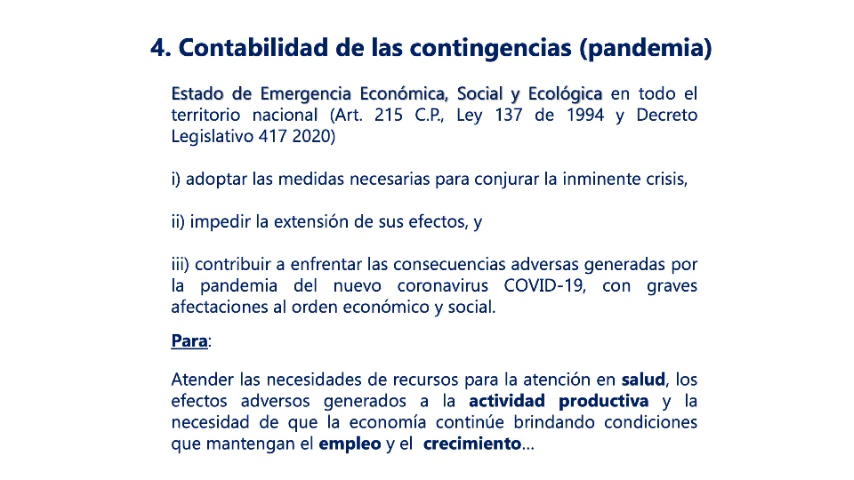 4. Contabilidad de las contingencias (pandemia)
Estado de Emergencia Económica, Social y Ecológica en todo el
territorio nacional (Art. 215 C.P., Ley 137 de 1994 y Decreto
Legislativo 417 2020)
i) adoptar las medidas necesarias para conjurar la inminente crisis,
ii) impedir la extensión de sus efectos, y
iii) contribuir a enfrentar las consecuencias adversas generadas por
la pandemia del nuevo coronavirus COVID-19, con graves
afectaciones al orden económico y social.
Para:
Atender las necesidades de recursos para la atención en salud, los
efectos adversos generados a la actividad productiva y la
necesidad de que la economía continúe brindando condiciones
que mantengan el empleo y el crecimiento...